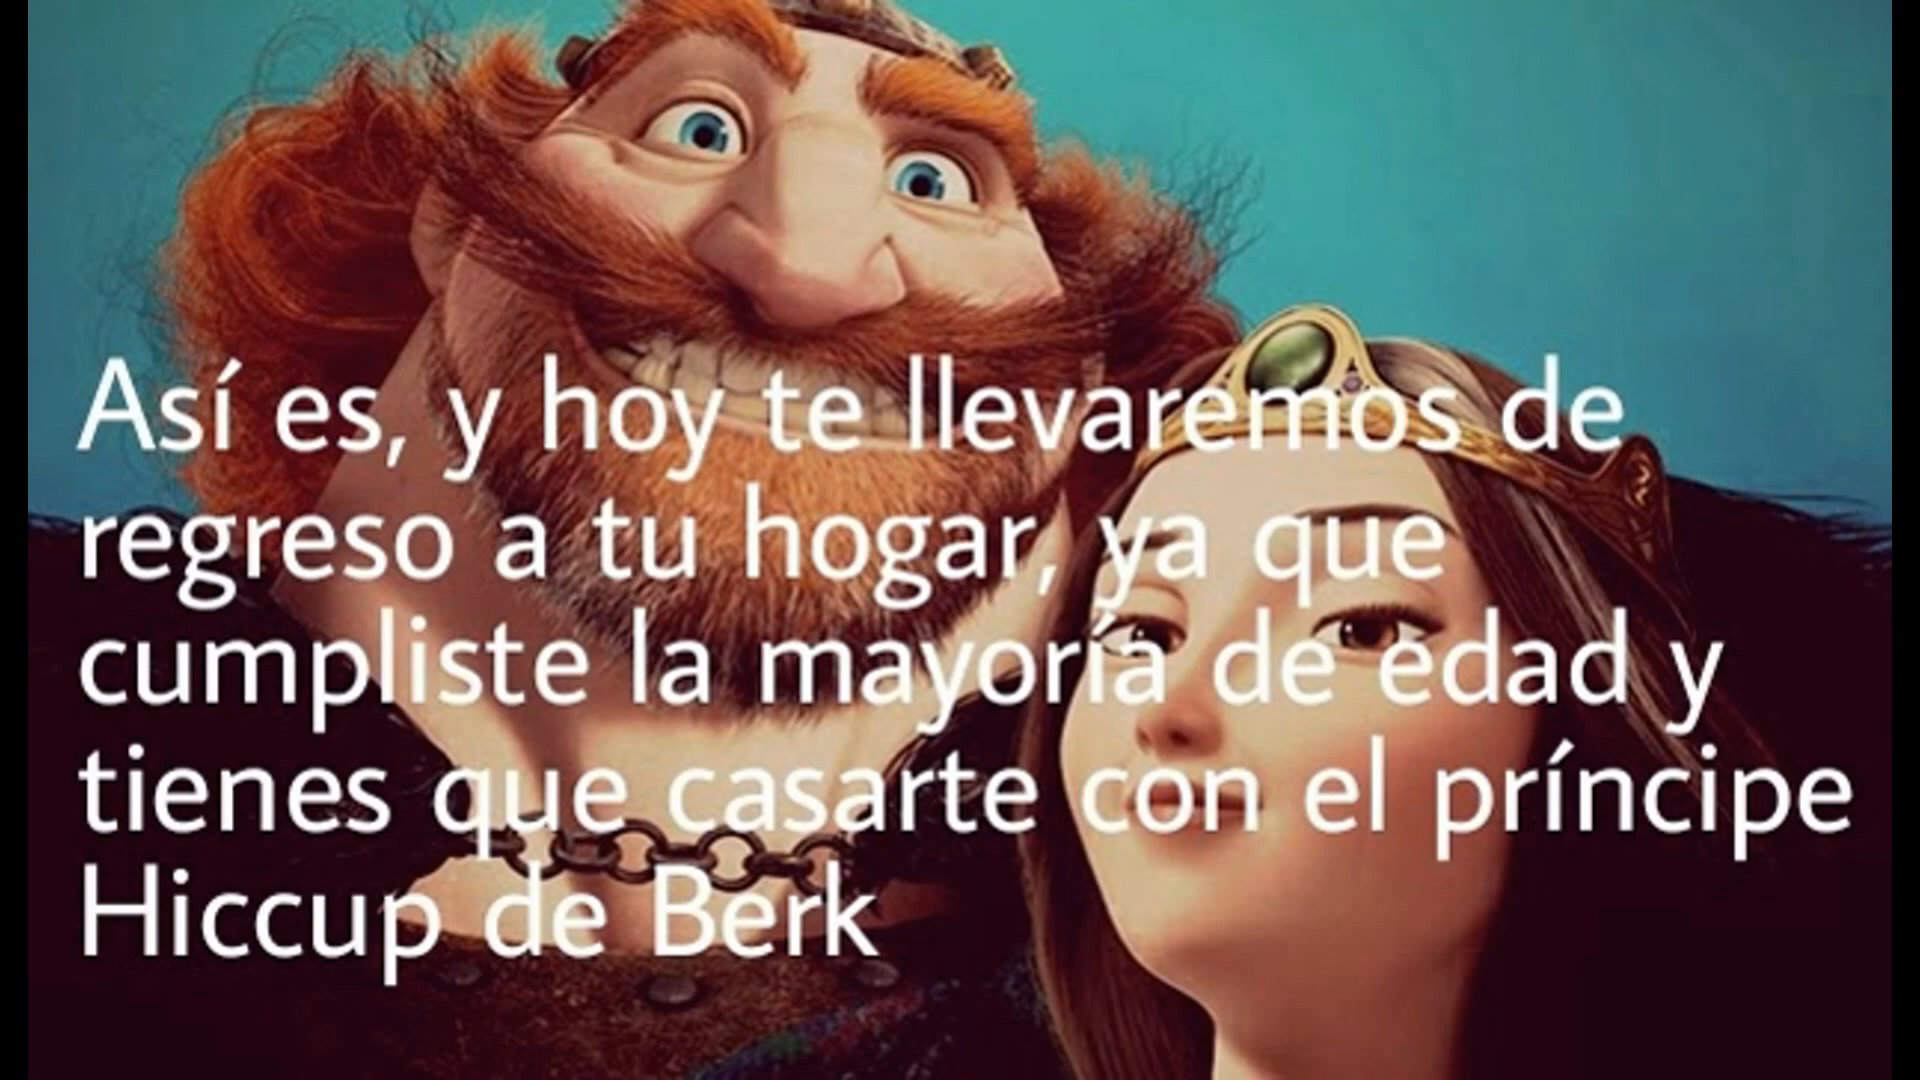 Así es, y hoy te llevaremos de
regreso a tu hogar, ya que
cumpliste la mayoría de edad y
tienes que casarte con el príncipe
Hiccup de Berk